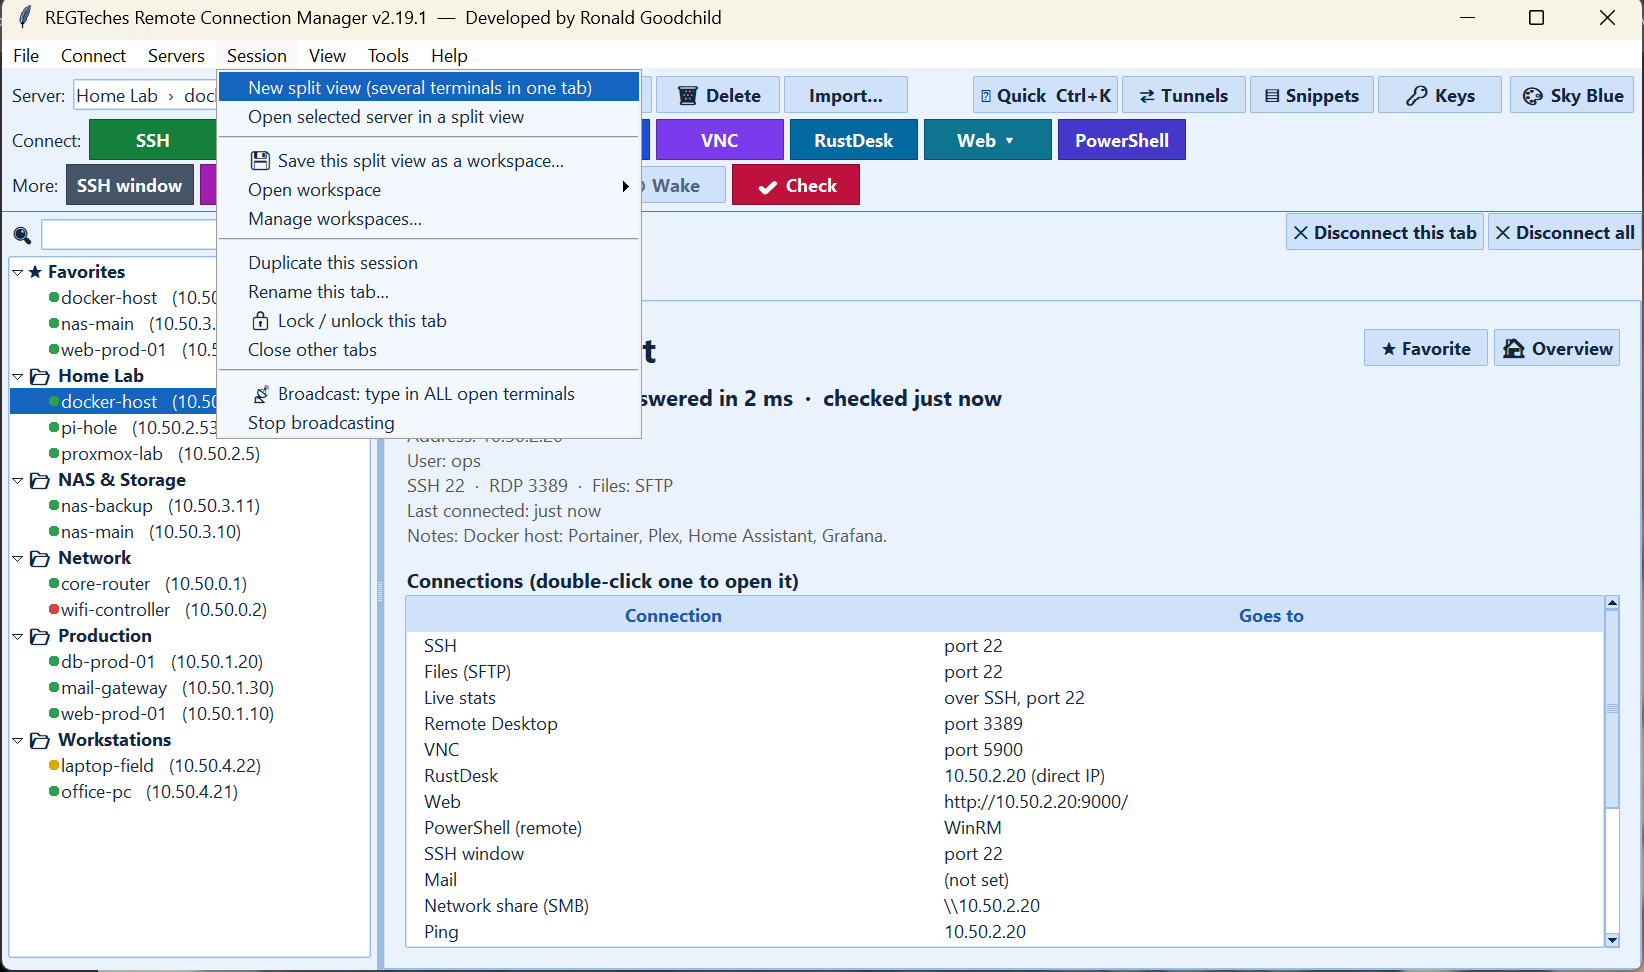 REGTeches Remote Connection Manager v2.19.1 — Developed by Ronald Goodchild
File Connect Servers Session View Tools Help
Server: Home Lab › doc
Delete Import... Quick Ctrl+K Tunnels Snippets Keys Sky Blue
Connect: SSH VNC RustDesk Web PowerShell
More: SSH window Wake Check
Disconnect this tab Disconnect all
New split view (several terminals in one tab)
Open selected server in a split view
Save this split view as a workspace...
Open workspace
Manage workspaces...
Duplicate this session
Rename this tab...
Lock / unlock this tab
Close other tabs
Broadcast: type in ALL open terminals
Stop broadcasting
Favorites
docker-host (10.50
nas-main (10.50.3.
web-prod-01 (10.5
Home Lab
docker-host (10.50
pi-hole (10.50.2.53
proxmox-lab (10.50.2.5)
NAS & Storage
nas-backup (10.50.3.11)
nas-main (10.50.3.10)
Network
core-router (10.50.0.1)
wifi-controller (10.50.0.2)
Production
db-prod-01 (10.50.1.20)
mail-gateway (10.50.1.30)
web-prod-01 (10.50.1.10)
Workstations
laptop-field (10.50.4.22)
office-pc (10.50.4.21)
t
★ Favorite Overview
swered in 2 ms · checked just now
Address: 10.50.2.20
User: ops
SSH 22 · RDP 3389 · Files: SFTP
Last connected: just now
Notes: Docker host: Portainer, Plex, Home Assistant, Grafana.
Connections (double-click one to open it)
Connection Goes to
SSH port 22
Files (SFTP) port 22
Live stats over SSH, port 22
Remote Desktop port 3389
VNC port 5900
RustDesk 10.50.2.20 (direct IP)
Web http://10.50.2.20:9000/
PowerShell (remote) WinRM
SSH window port 22
Mail (not set)
Network share (SMB) \\10.50.2.20
Ping 10.50.2.20